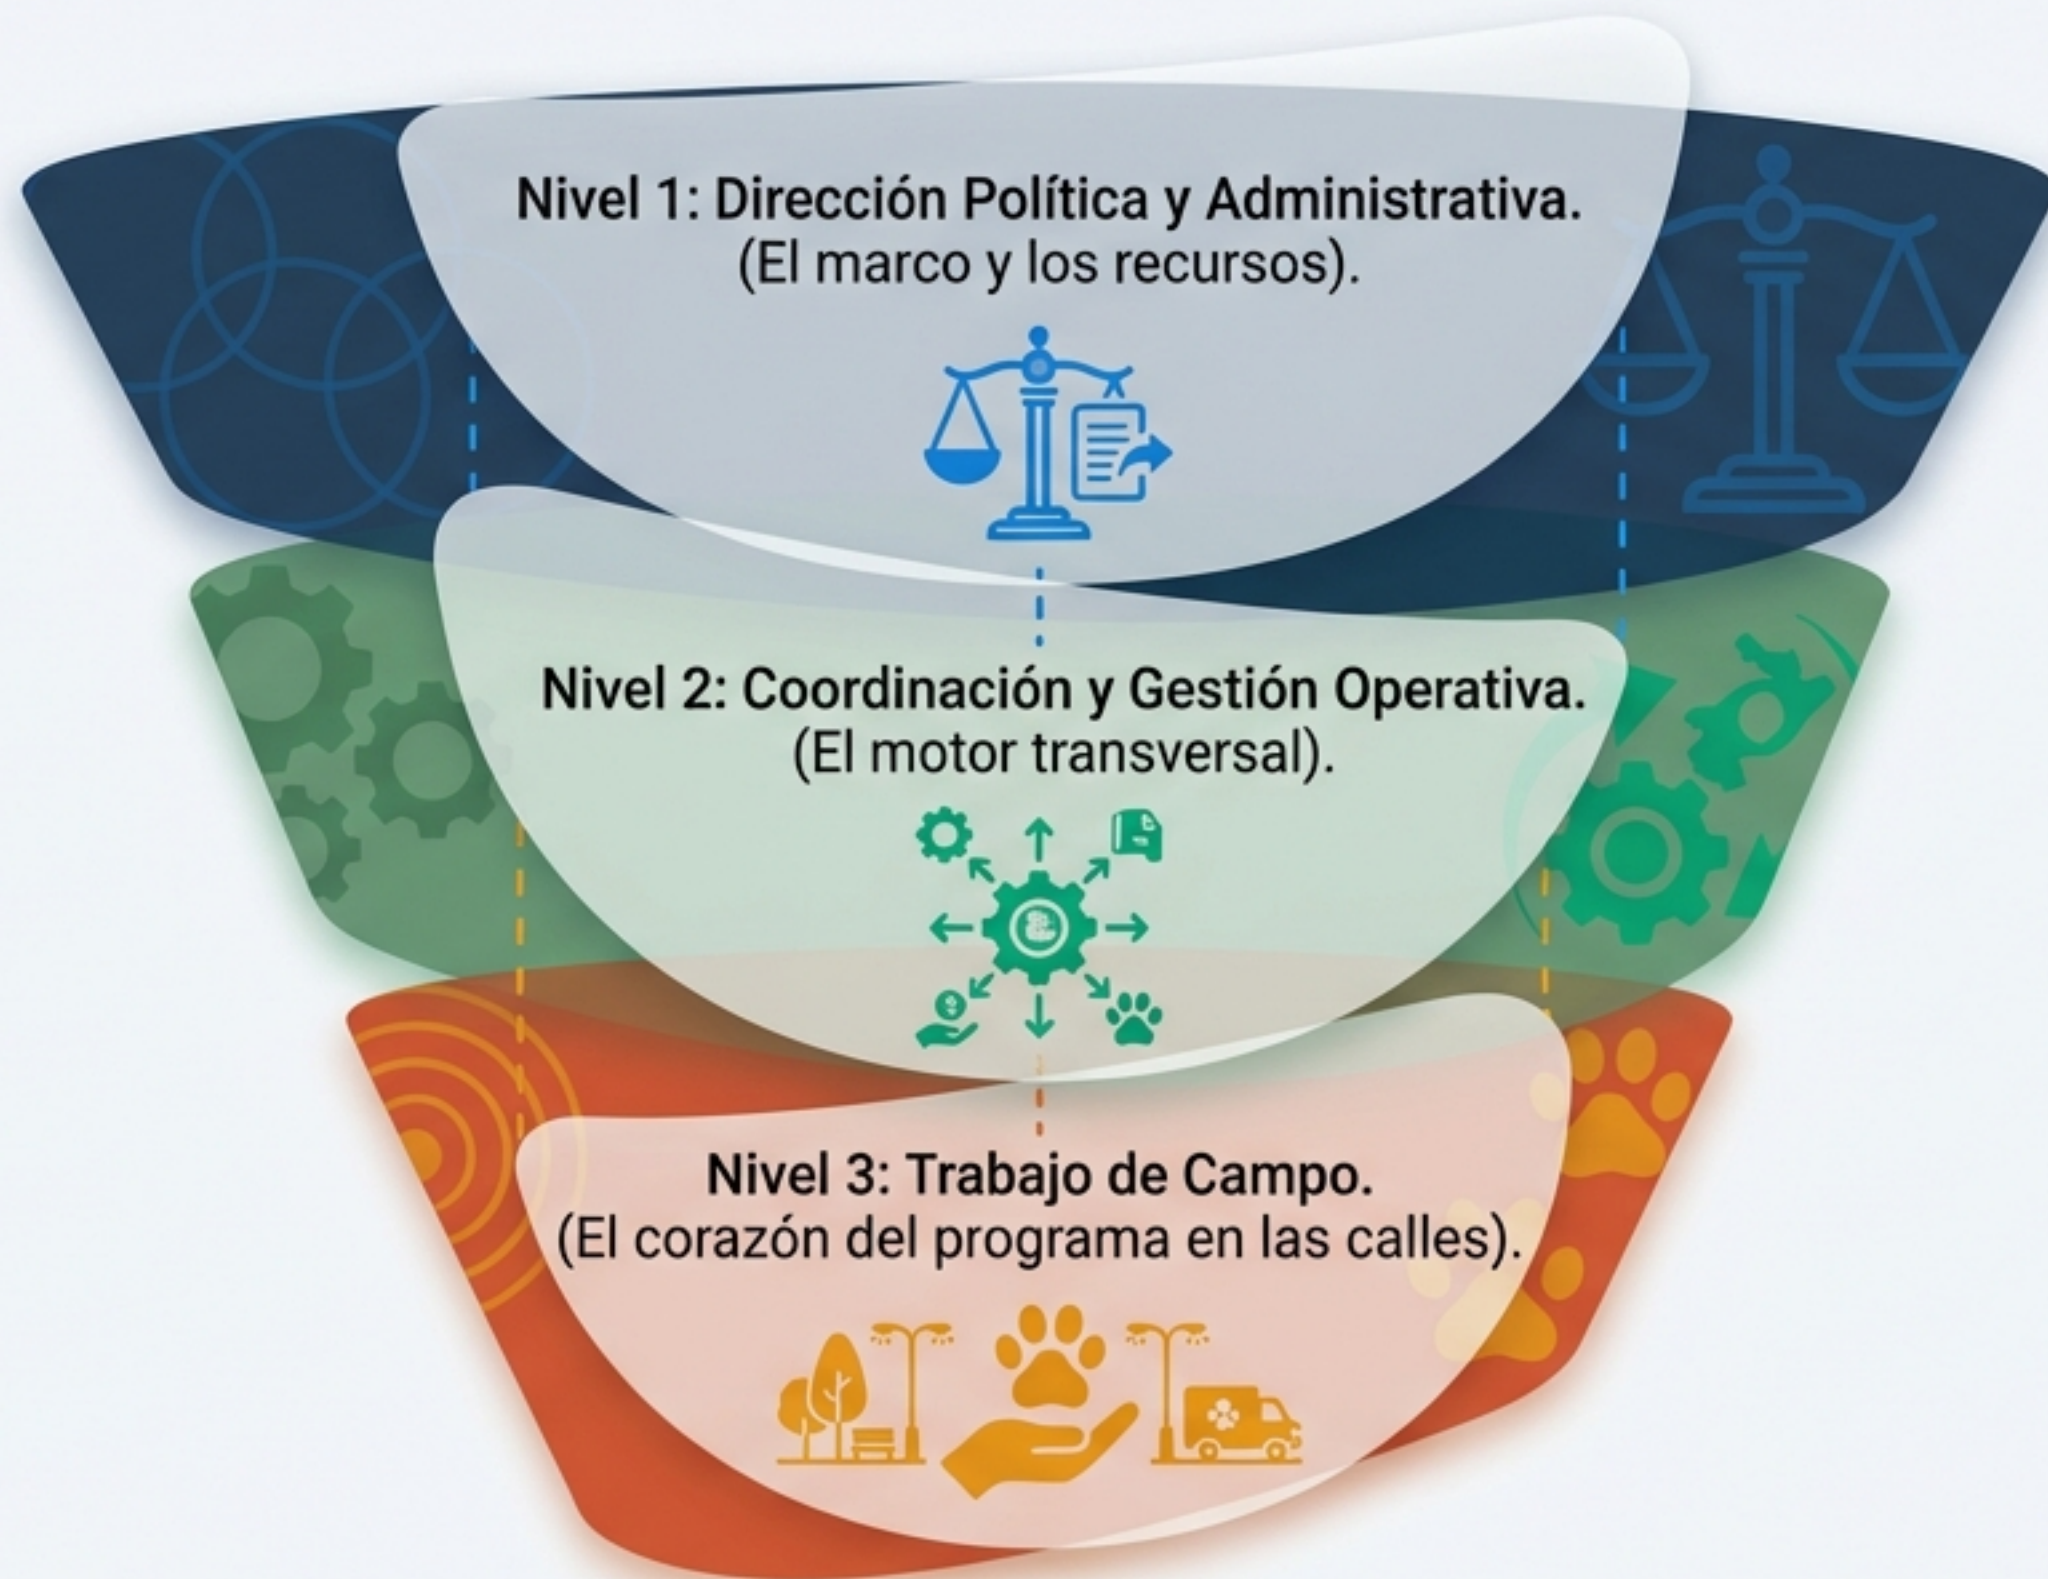 Nivel 1: Dirección Política y Administrativa.
(El marco y los recursos).
Nivel 2: Coordinación y Gestión Operativa.
(El motor transversal).
Nivel 3: Trabajo de Campo.
(El corazón del programa en las calles).